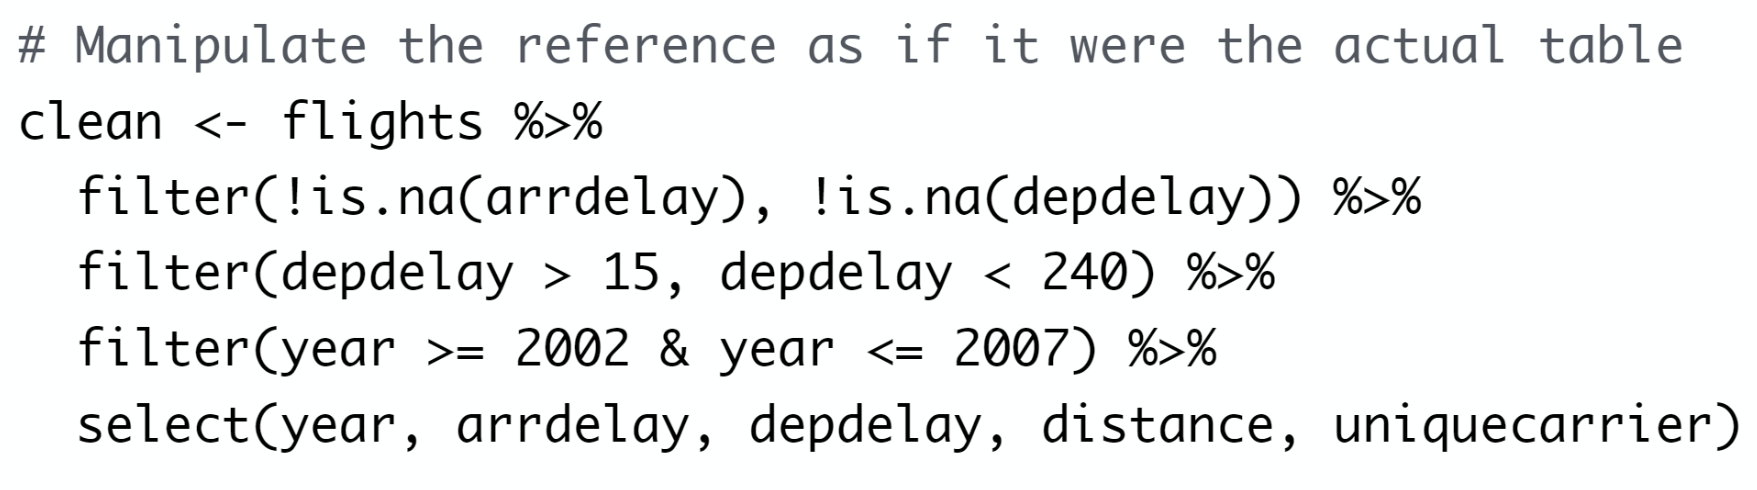 # Manipulate the reference as if it were the actual table
clean <- flights %>%
  filter(!is.na(arrdelay), !is.na(depdelay)) %>%
  filter(depdelay > 15, depdelay < 240) %>%
  filter(year >= 2002 & year <= 2007) %>%
  select(year, arrdelay, depdelay, distance, uniquecarrier)